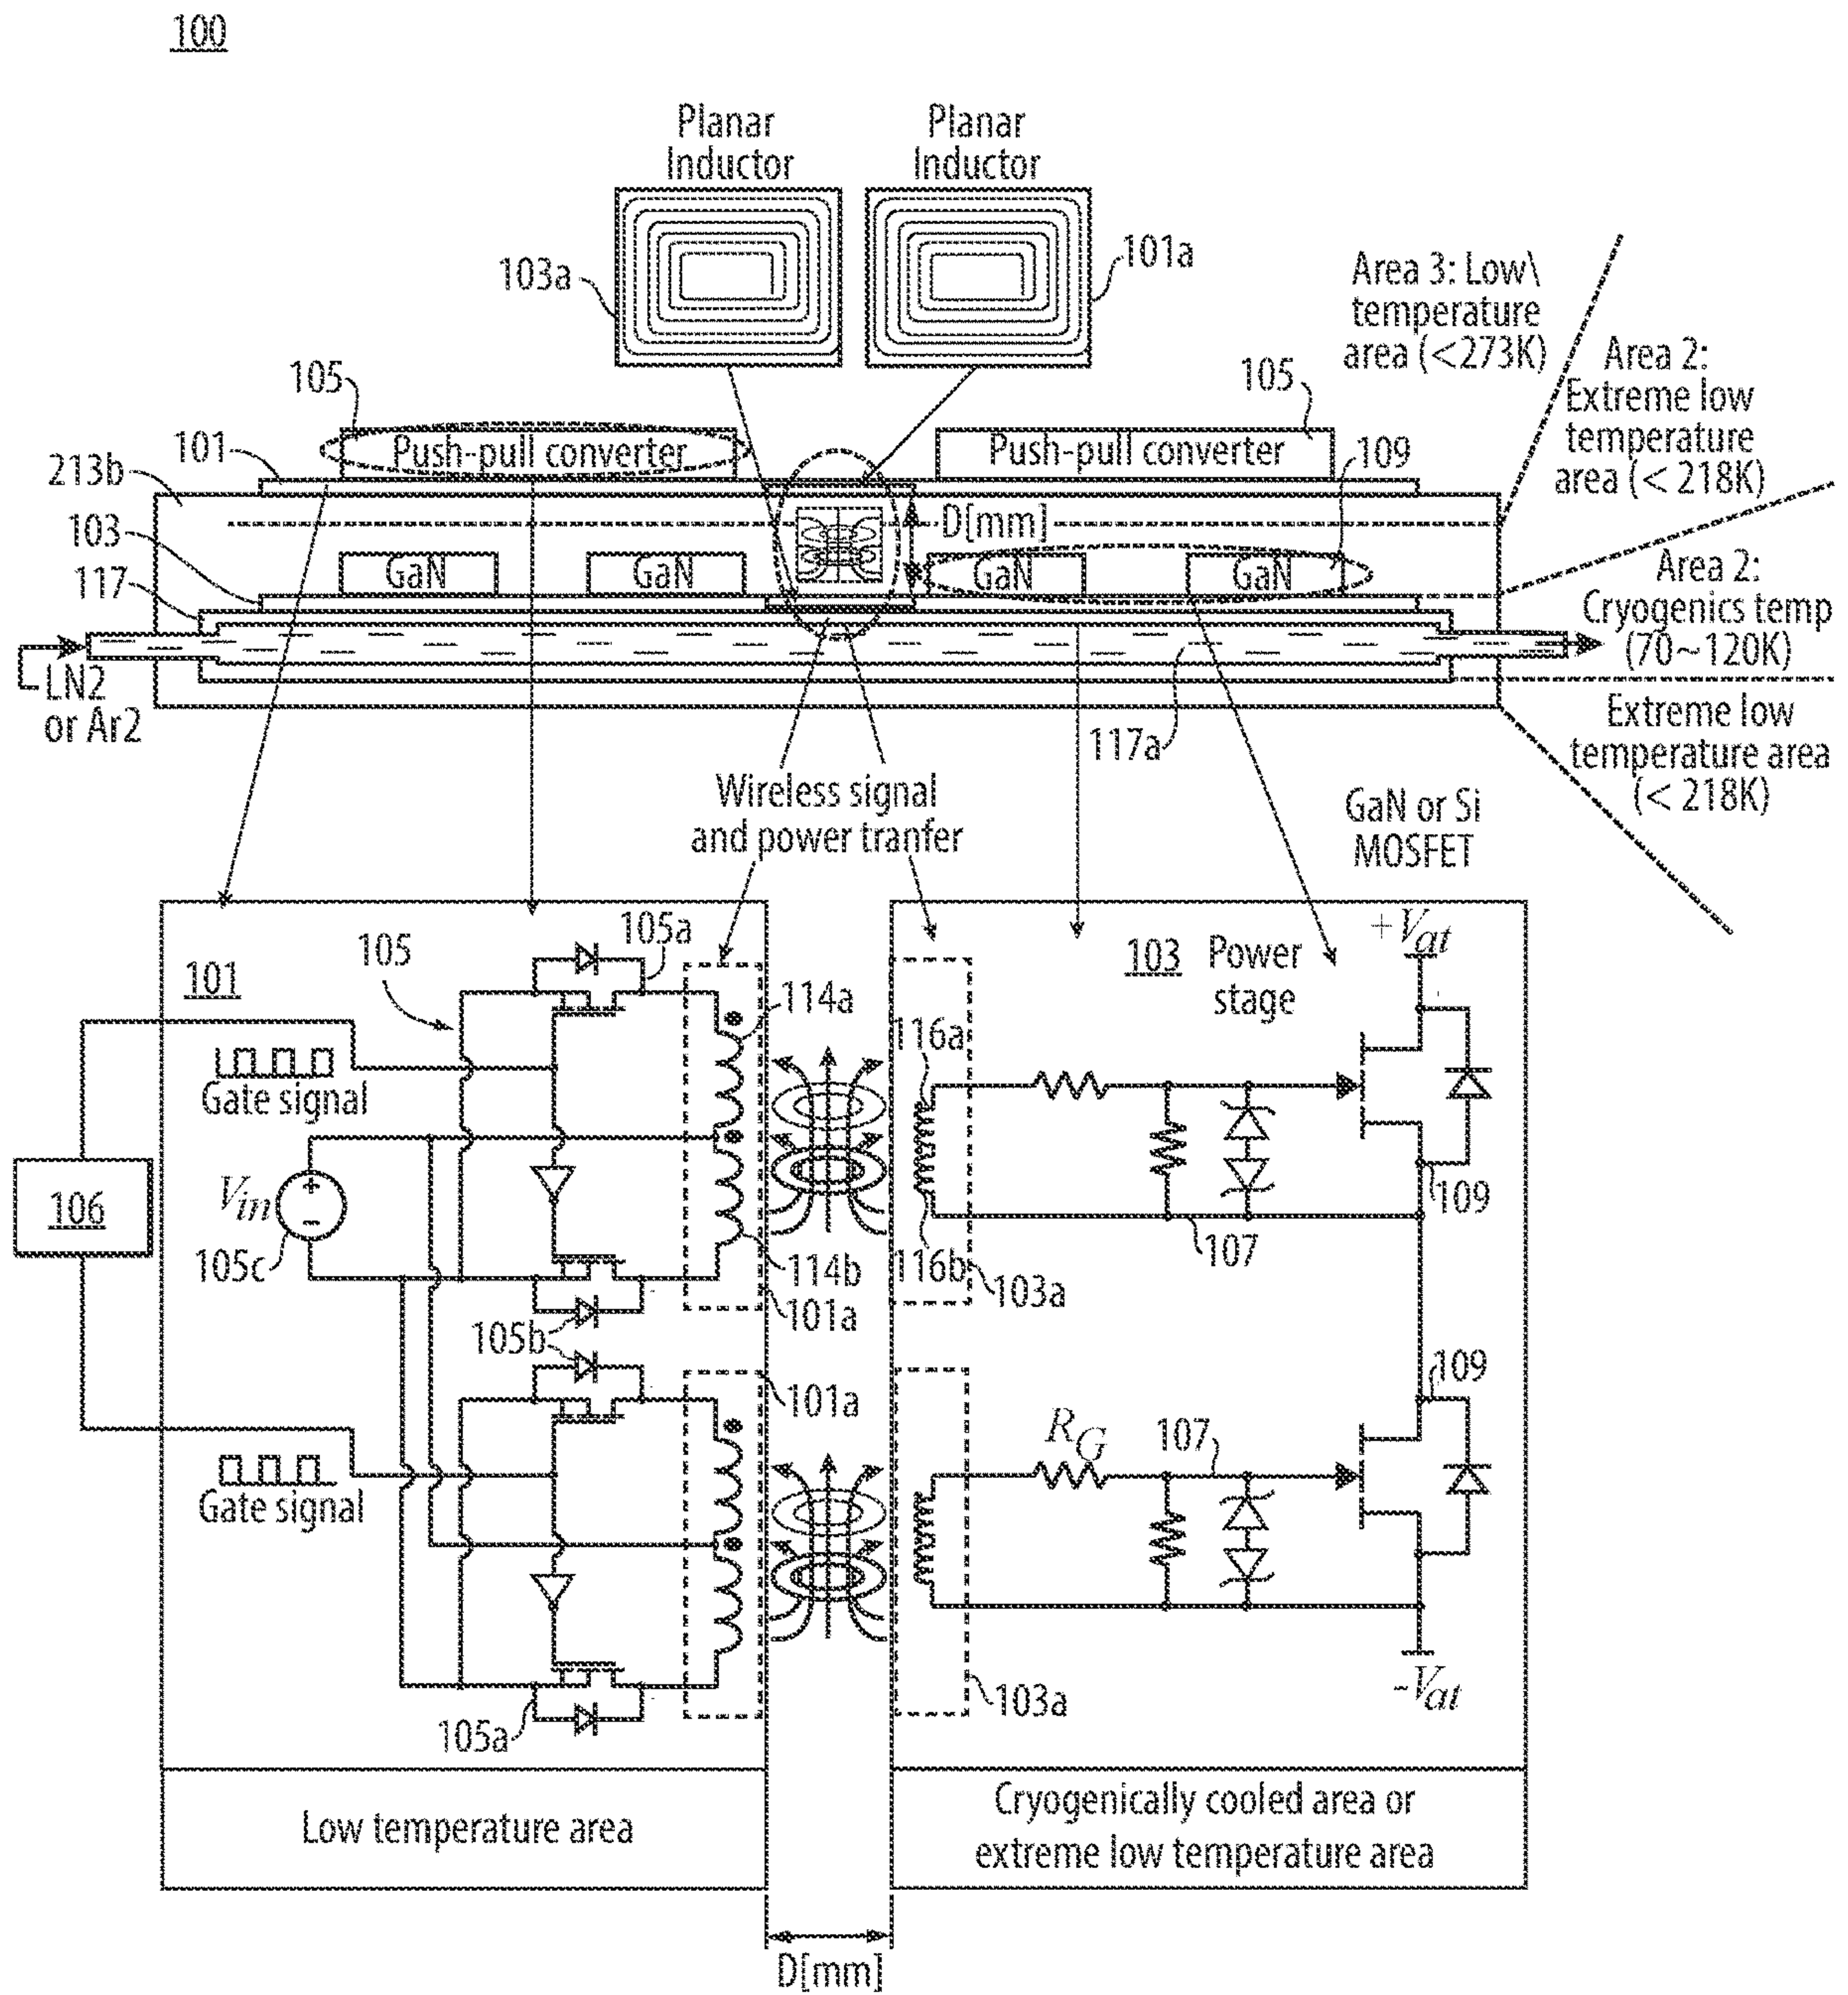 100
Planar
Inductor
Planar
Inductor
103a
101a
Area 3: Low\
temperature
area (<273K)
Area 2:
Extreme low
temperature
area (< 218K)
105
105
101
Push-pull converter
Push-pull converter
109
213b
D[mm]
103
GaN
GaN
GaN
GaN
117
Area 2:
Cryogenics temp
(70~120K)
LN2
or Ar2
117a
Extreme low
temperature area
(< 218K)
Wireless signal
and power tranfer
GaN or Si
MOSFET
105a
105
101
103
Power
stage
+Vat
114a
116a
Gate signal
Vin
106
105c
109
107
114b
116b
103a
101a
105b
109
101a
RG
107
Gate signal
103a
-Vat
105a
Low temperature area
Cryogenically cooled area or
extreme low temperature area
D[mm]